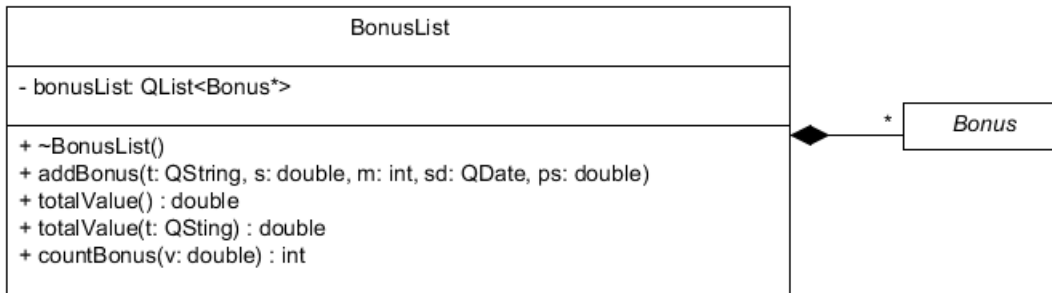 BonusList
- bonusList: QList<Bonus*>
+ ~BonusList()
+ addBonus(t: QString, s: double, m: int, sd: QDate, ps: double)
+ totalValue() : double
+ totalValue(t: QSting) : double
+ countBonus(v: double) : int
*
Bonus